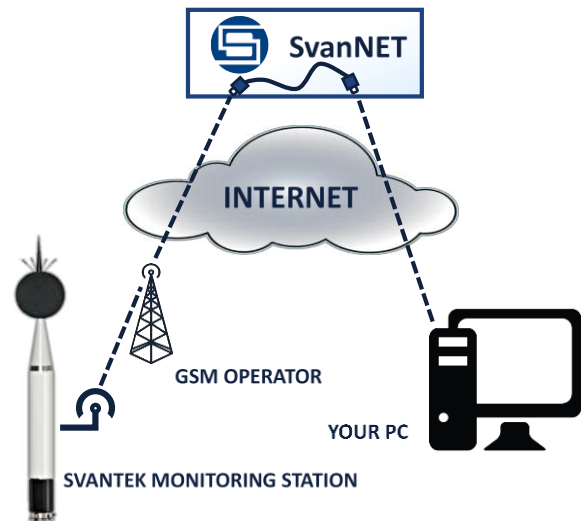 SvanNET
INTERNET
GSM OPERATOR
YOUR PC
SVANTEK MONITORING STATION